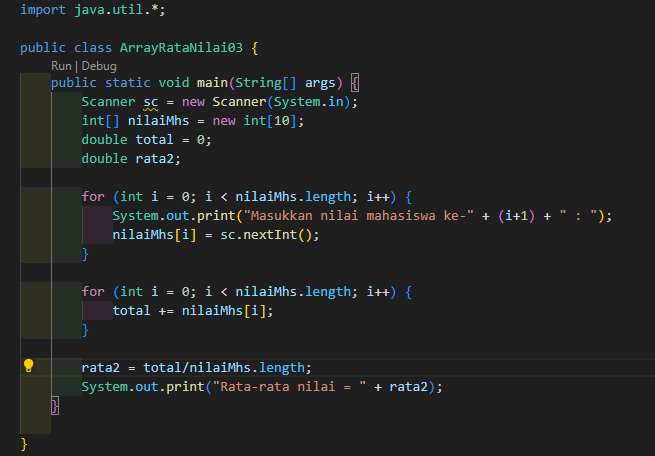 import java.util.*;
public class ArrayRataNilai03 {
Run | Debug
public static void main(String[] args) {
Scanner sc = new Scanner(System.in);
int[] nilaiMhs = new int[10];
double total = 0;
double rata2;
for (int i = 0; i < nilaiMhs.length; i++) {
System.out.print("Masukkan nilai mahasiswa ke-" + (i+1) + " : ");
nilaiMhs[i] = sc.nextInt();
}
for (int i = 0; i < nilaiMhs.length; i++) {
total += nilaiMhs[i];
}
rata2 = total/nilaiMhs.length;
System.out.print("Rata-rata nilai = " + rata2);
}
}